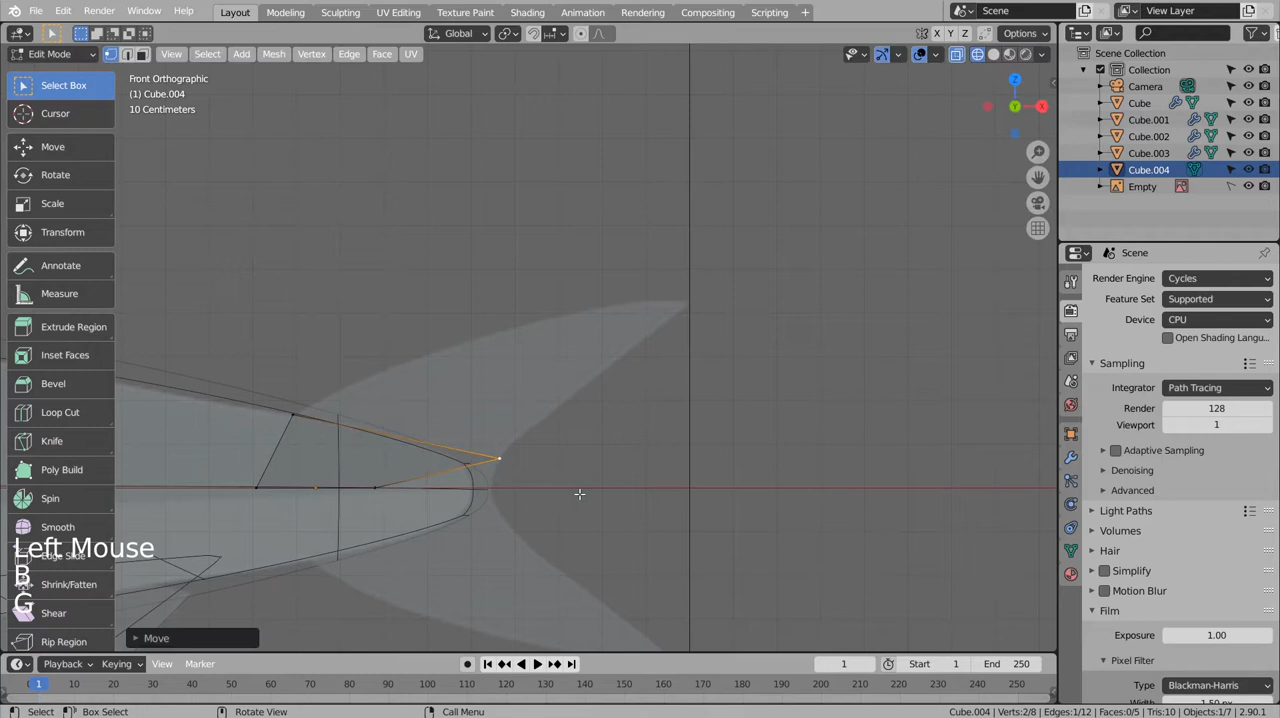 File Edit Render Window Help Layout Modeling Sculpting UV Editing Texture Paint Shading Animation Rendering Compositing Scripting + Scene View Layer
Global X Y Z Options
Edit Mode View Select Add Mesh Vertex Edge Face UV
Select Box
Cursor
Move
Rotate
Scale
Transform
Annotate
Measure
Extrude Region
Inset Faces
Bevel
Loop Cut
Knife
Poly Build
Spin
Smooth
Edge Slide
Shrink/Fatten
Shear
Rip Region
Front Orthographic
(1) Cube.004
10 Centimeters
Z
Y
X
Left Mouse
B
G
Move
Scene Collection
Collection
Camera
Cube
Cube.001
Cube.002
Cube.003
Cube.004
Empty
Scene
Render Engine Cycles
Feature Set Supported
Device CPU
Open Shading Langu...
Sampling
Integrator Path Tracing
Render 128
Viewport 1
Adaptive Sampling
Denoising
Advanced
Light Paths
Volumes
Hair
Simplify
Motion Blur
Film
Exposure 1.00
Pixel Filter
Type Blackman-Harris
Width 1.50 px
Playback Keying View Marker 1 Start 1 End 250
1 10 20 30 40 50 60 70 80 90 100 110 120 130 140 150 160 170 180 190 200 210 220 230 240 250
Select Box Select Rotate View Call Menu Cube.004 | Verts:2/8 | Edges:1/12 | Faces:0/5 | Tris:10 | Objects:1/7 | 2.90.1